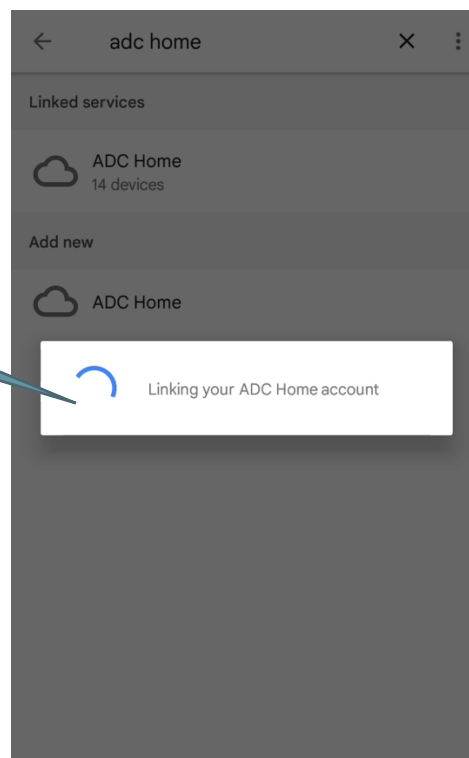 adc home
Linked services
ADC Home
14 devices
Add new
ADC Home
Linking your ADC Home account